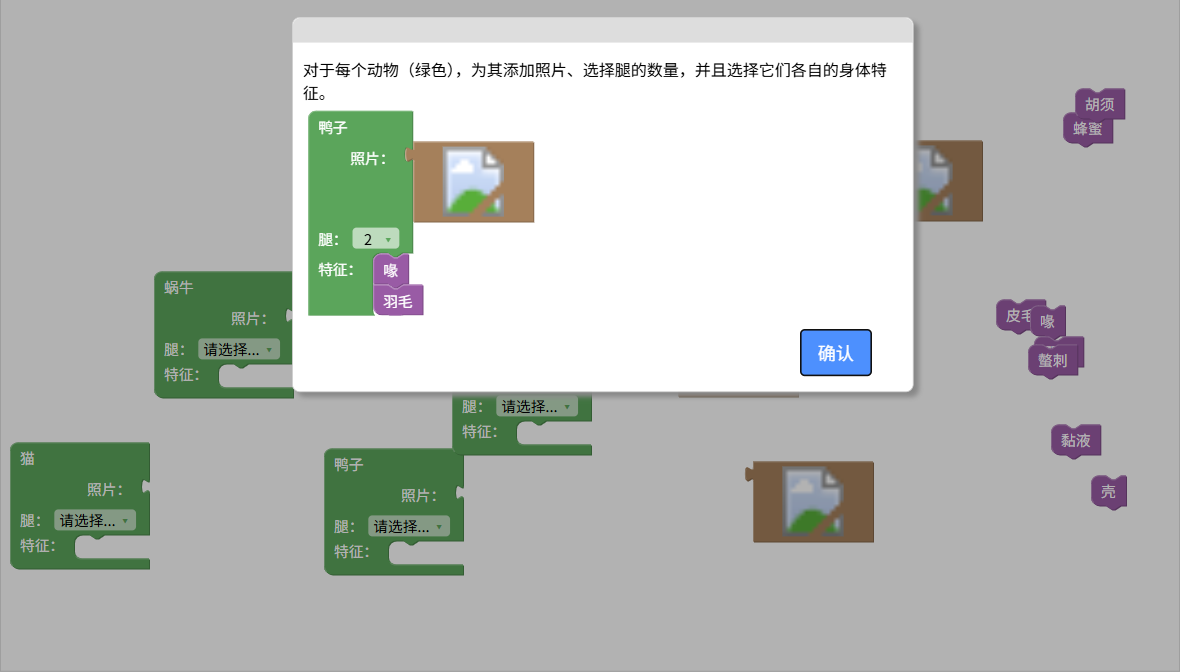 对于每个动物（绿色），为其添加照片、选择腿的数量，并且选择它们各自的身体特
征。
鸭子
照片：
腿： 2
特征： 喙
羽毛
确认
胡须
蜂蜜
蜗牛
照片：
腿： 请选择...
特征：
皮毛
喙
螫刺
腿： 请选择...
特征：
猫
照片：
腿： 请选择...
特征：
鸭子
照片：
腿： 请选择...
特征：
黏液
壳